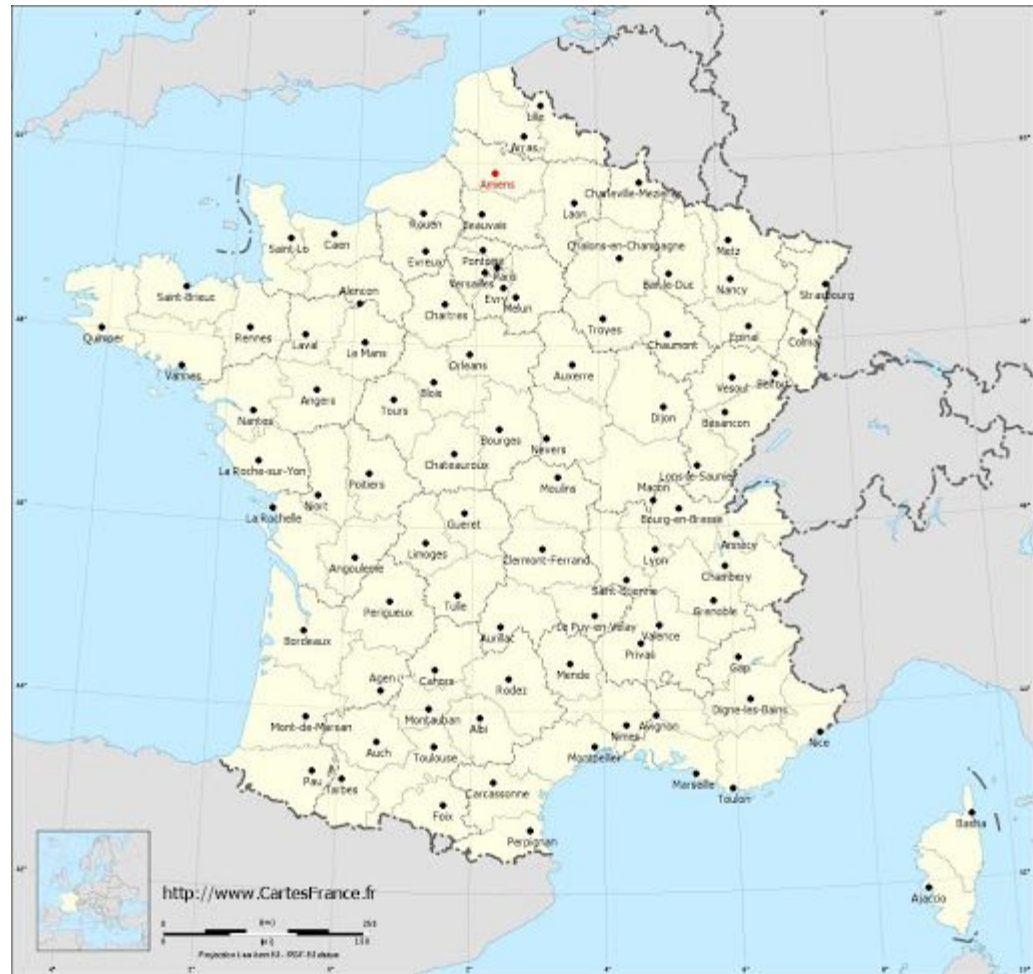 Lille
Arras
Amiens
Charleville-Mezieres
Laon
Rouen
Beauvais
Saint-Lo
Caen
Evreux
Pontoise
Chalons-en-Champagne
Metz
Paris
Versailles
Bar-le-Duc
Nancy
Strasbourg
Saint-Brieuc
Alencon
Evry
Melun
Chartres
Quimper
Rennes
Laval
Le Mans
Troyes
Chaumont
Epinal
Colmar
Vannes
Orleans
Auxerre
Vesoul
Belfort
Angers
Blois
Tours
Nantes
Dijon
Besancon
Bourges
Nevers
La Roche-sur-Yon
Chateauroux
Poitiers
Lons-le-Saunier
Moulins
Macon
Niort
La Rochelle
Bourg-en-Bresse
Gueret
Annecy
Limoges
Clermont-Ferrand
Lyon
Angouleme
Chambery
Saint-Etienne
Perigueux
Tulle
Grenoble
Bordeaux
Aurillac
Le Puy-en-Velay
Valence
Privas
Agen
Cahors
Rodez
Mende
Gap
Digne-les-Bains
Mont-de-Marsan
Montauban
Albi
Nimes
Avignon
Nice
Auch
Toulouse
Montpellier
Pau
Tarbes
Carcassonne
Marseille
Toulon
Foix
Perpignan
Bastia
Ajaccio
http://www.CartesFrance.fr